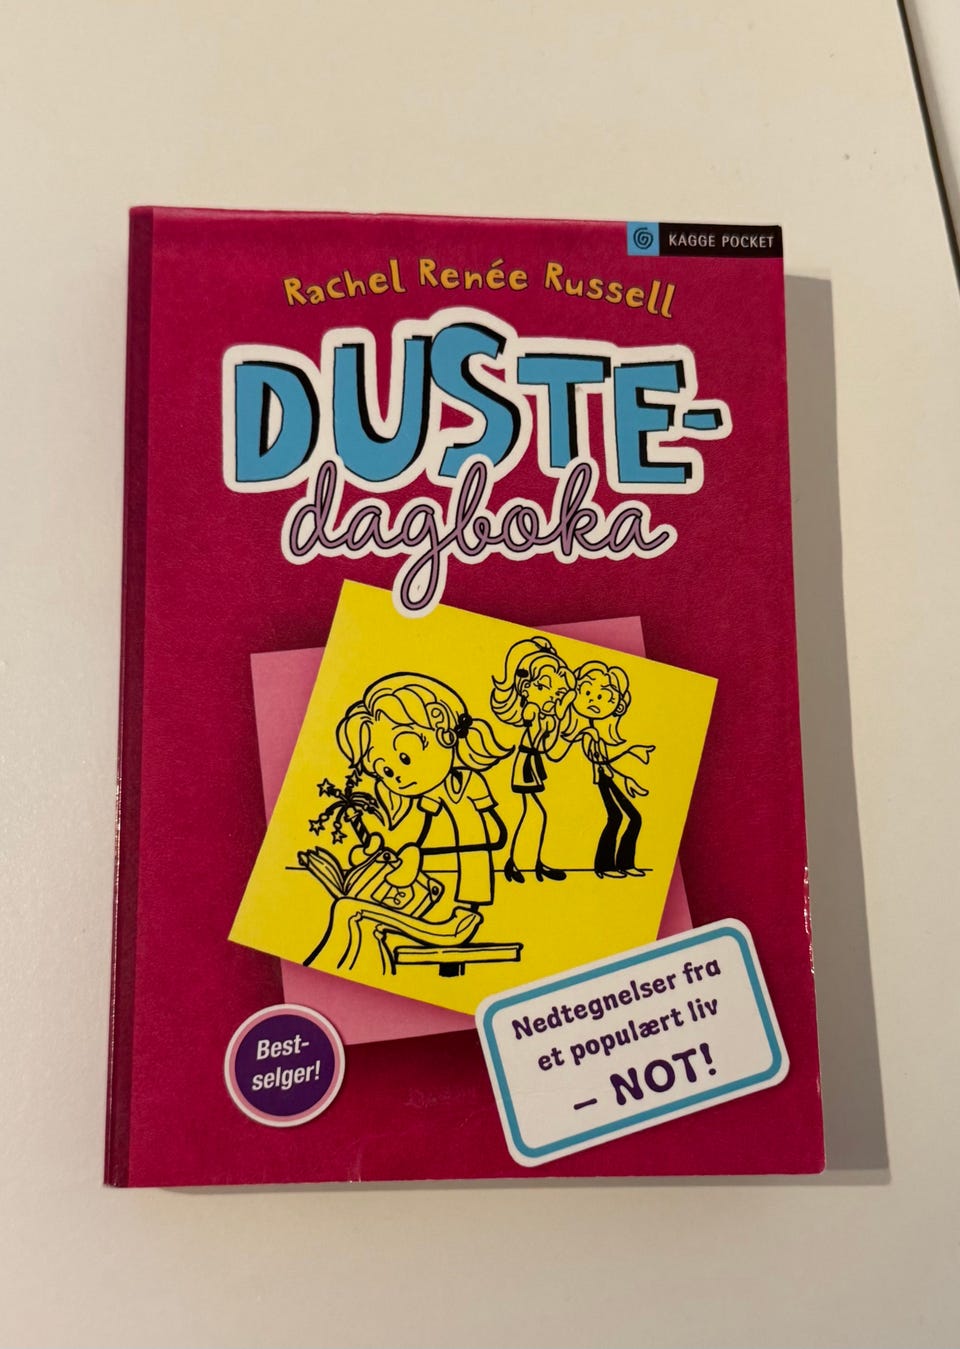 KAGGE POCKET
Rachel Renée Russell
DUSTE-
dagboka
Nedtegnelser fra
et populært liv
– NOT!
Best-
selger!